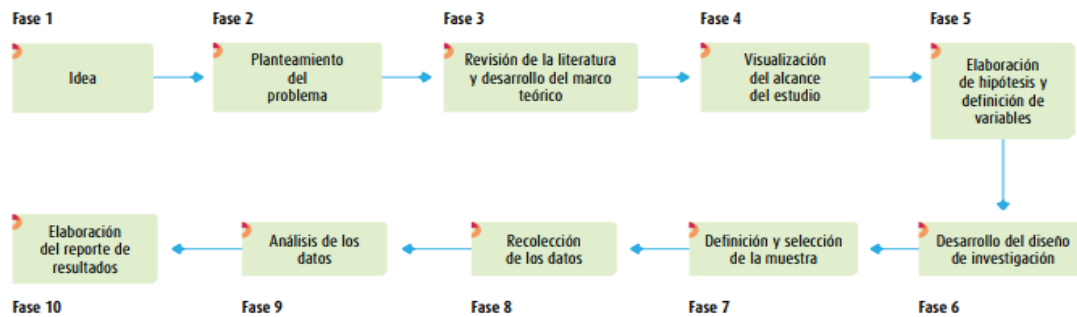 Fase 1
Fase 2
Fase 3
Fase 4
Fase 5
Idea
Planteamiento
del
problema
Revisión de la literatura
y desarrollo del marco
teórico
Visualización
del alcance
del estudio
Elaboración
de hipótesis y
definición de
variables
Elaboración
del reporte de
resultados
Análisis de los
datos
Recolección
de los datos
Definición y selección
de la muestra
Desarrollo del diseño
de investigación
Fase 10
Fase 9
Fase 8
Fase 7
Fase 6